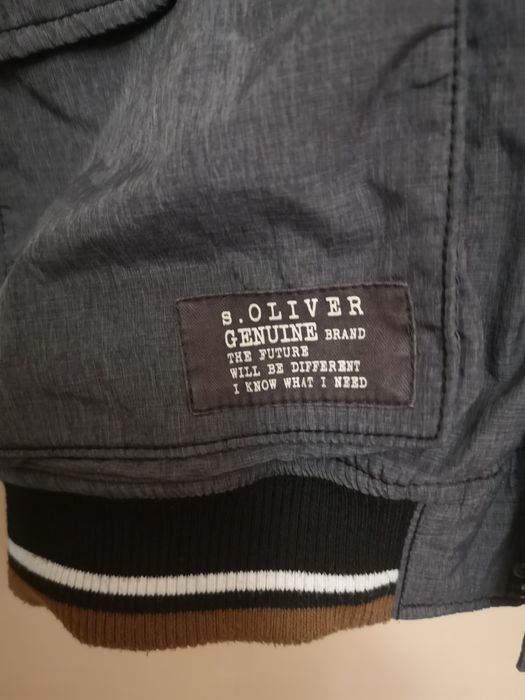 s.OLIVER
GENUINE BRAND
THE FUTURE
WILL BE DIFFERENT
I KNOW WHAT I NEED